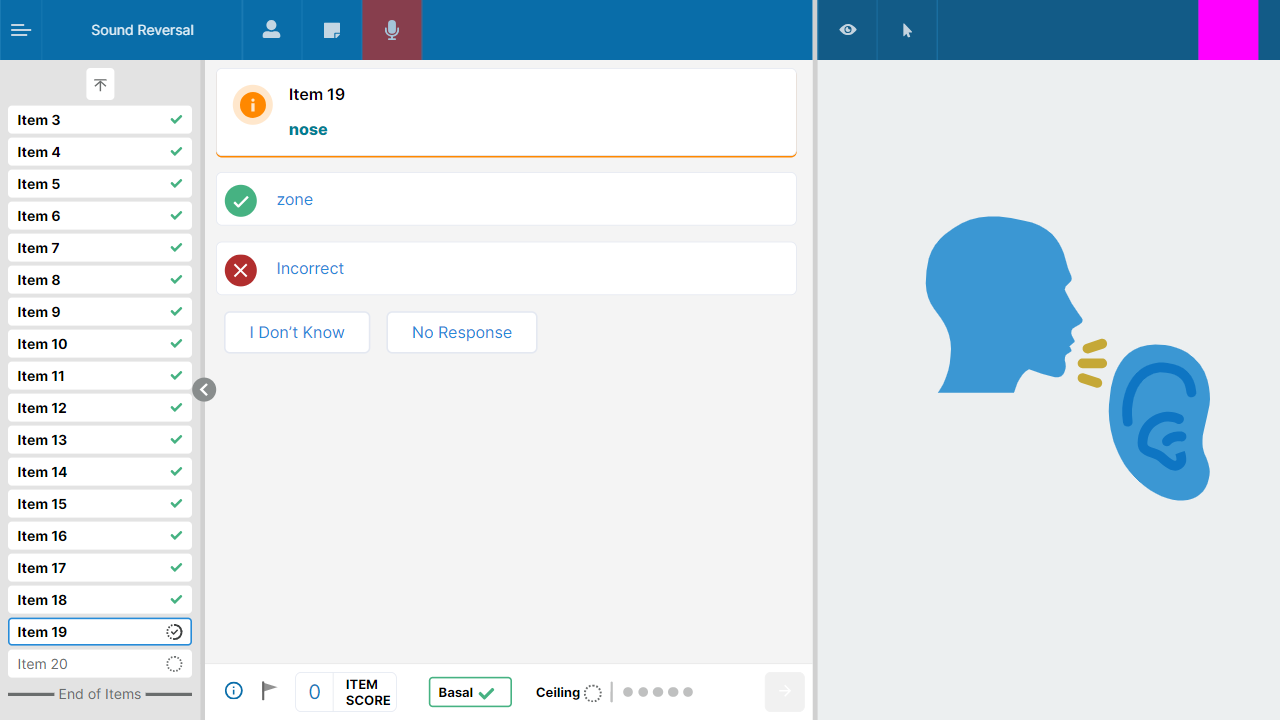 Sound Reversal
Item 3
Item 4
Item 5
Item 6
Item 7
Item 8
Item 9
Item 10
Item 11
Item 12
Item 13
Item 14
Item 15
Item 16
Item 17
Item 18
Item 19
Item 20
End of Items
Item 19
nose
zone
Incorrect
I Don’t Know
No Response
0
ITEM
SCORE
Basal
Ceiling